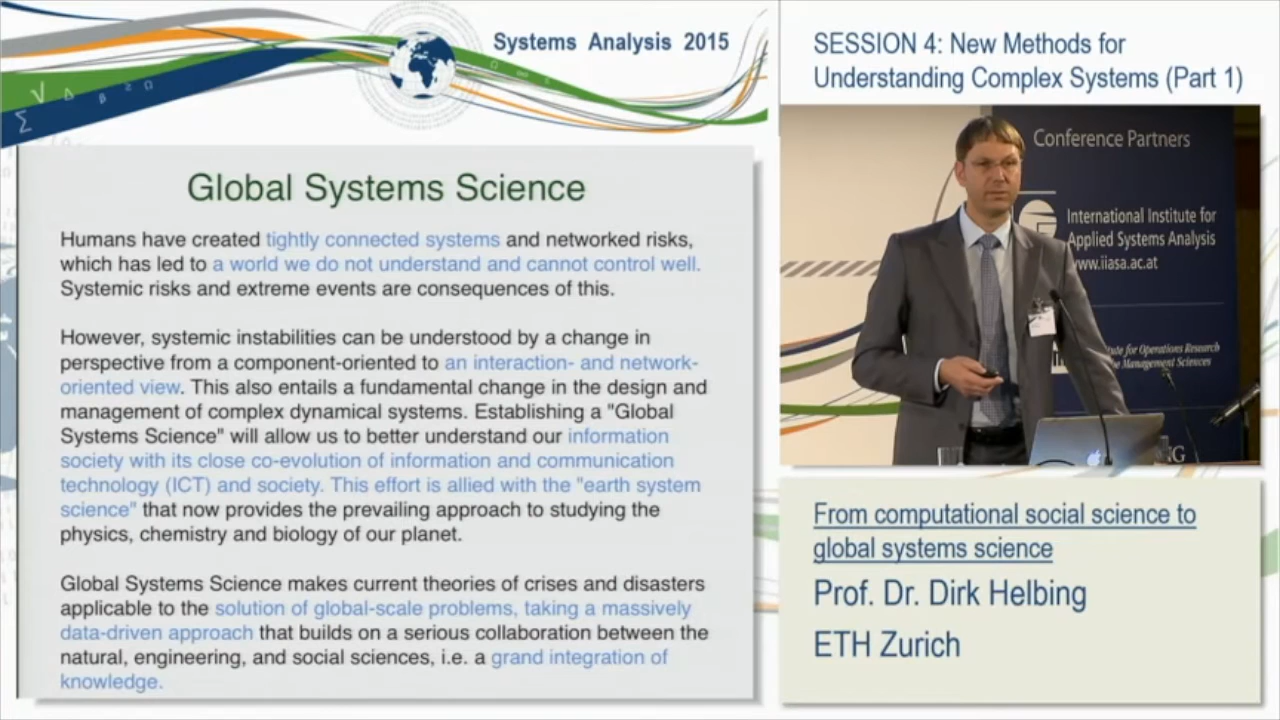 Systems Analysis 2015
SESSION 4: New Methods for
Understanding Complex Systems (Part 1)
Global Systems Science
Humans have created tightly connected systems and networked risks,
which has led to a world we do not understand and cannot control well.
Systemic risks and extreme events are consequences of this.
However, systemic instabilities can be understood by a change in
perspective from a component-oriented to an interaction- and network-
oriented view. This also entails a fundamental change in the design and
management of complex dynamical systems. Establishing a "Global
Systems Science" will allow us to better understand our information
society with its close co-evolution of information and communication
technology (ICT) and society. This effort is allied with the "earth system
science" that now provides the prevailing approach to studying the
physics, chemistry and biology of our planet.
Global Systems Science makes current theories of crises and disasters
applicable to the solution of global-scale problems, taking a massively
data-driven approach that builds on a serious collaboration between the
natural, engineering, and social sciences, i.e. a grand integration of
knowledge.
Conference Partners
International Institute for
Applied Systems Analysis
www.iiasa.ac.at
for Operations Research
Management Sciences
From computational social science to
global systems science
Prof. Dr. Dirk Helbing
ETH Zurich